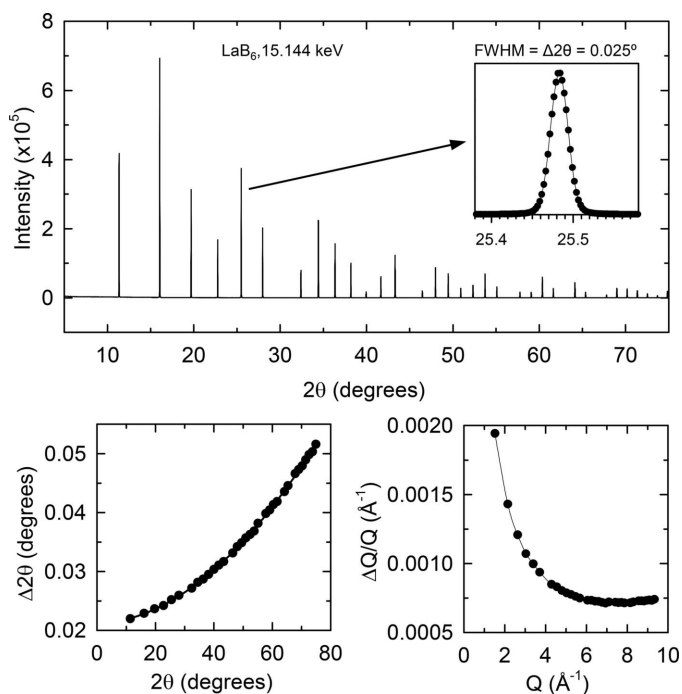 LaB₆,15.144 keV
FWHM = Δ2θ = 0.025º
Intensity (x10⁵)
8
6
4
2
0
25.4 25.5
10 20 30 40 50 60 70
2θ (degrees)
Δ2θ (degrees)
0.05
0.04
0.03
0.02
0 20 40 60 80
2θ (degrees)
ΔQ/Q (Å⁻¹)
0.0020
0.0015
0.0010
0.0005
0 2 4 6 8 10
Q (Å⁻¹)